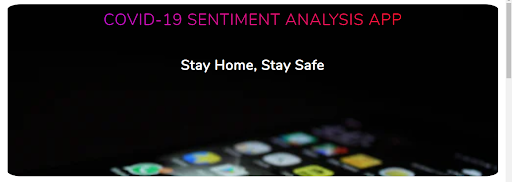 COVID-19 SENTIMENT ANALYSIS APP
Stay Home, Stay Safe